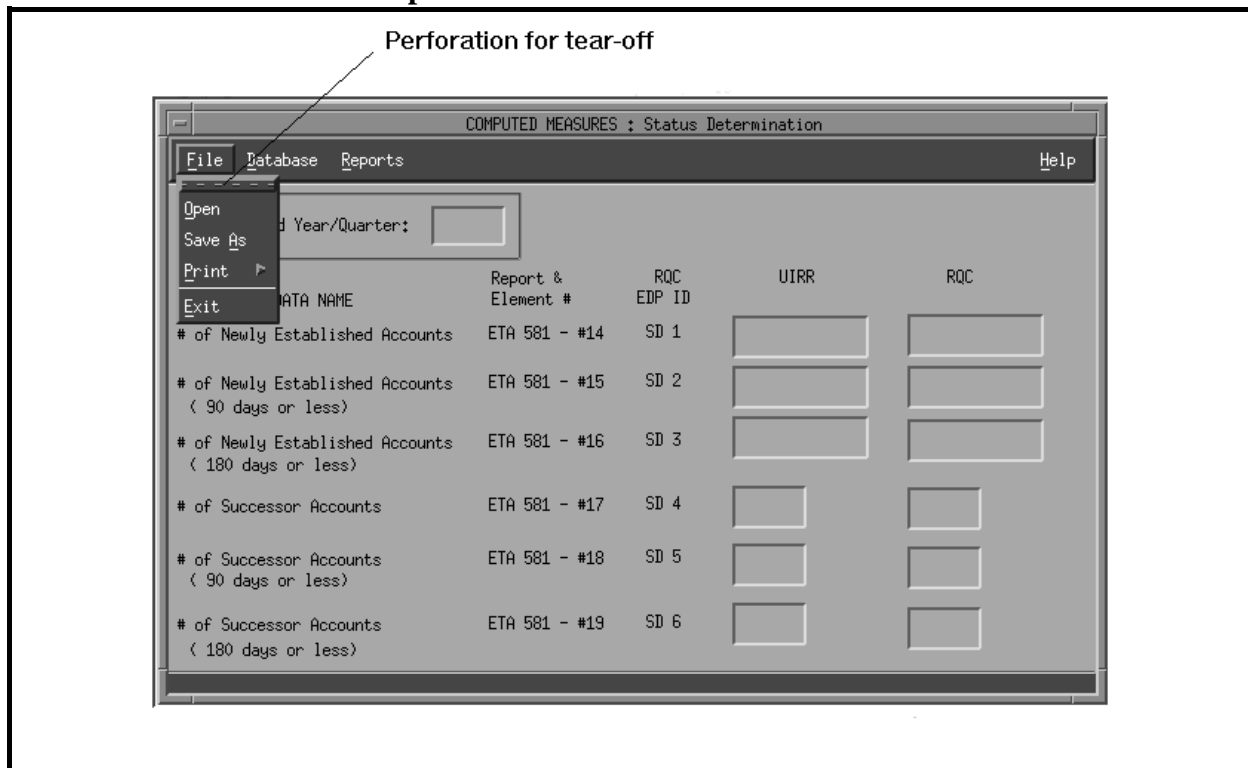 Perforation for tear-off
COMPUTED MEASURES : Status Determination
File Database Reports Help
Open
Save As
Print
Exit
Year/Quarter:
NAME
Report & Element #
RQC EDP ID
UIRR
RQC
# of Newly Established Accounts ETA 581 - #14 SD 1
# of Newly Established Accounts ETA 581 - #15 SD 2
( 90 days or less)
# of Newly Established Accounts ETA 581 - #16 SD 3
( 180 days or less)
# of Successor Accounts ETA 581 - #17 SD 4
# of Successor Accounts ETA 581 - #18 SD 5
( 90 days or less)
# of Successor Accounts ETA 581 - #19 SD 6
( 180 days or less)